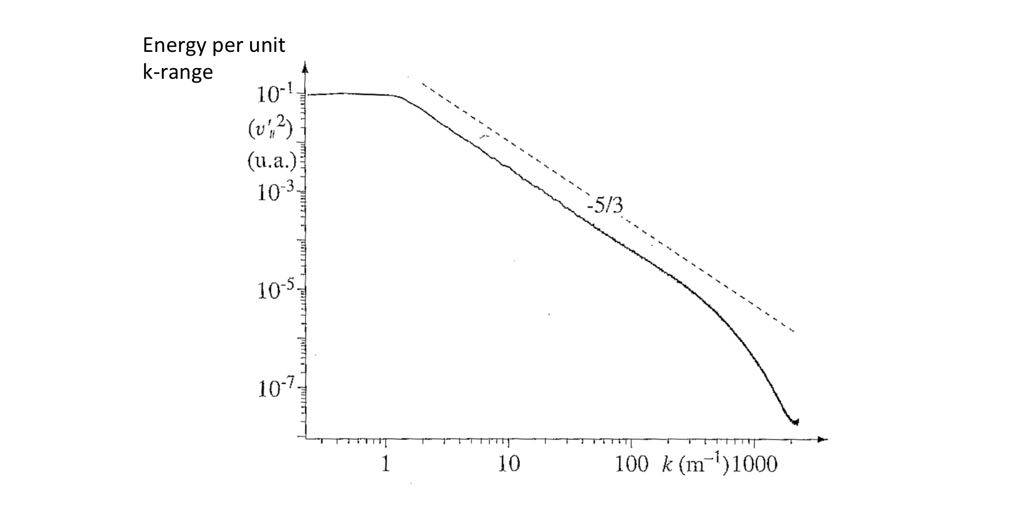 Energy per unit
k-range
10⁻¹
(v'ₗₗ²)
(u.a.)
10⁻³
-5/3
10⁻⁵
10⁻⁷
1 10 100 k (m⁻¹) 1000